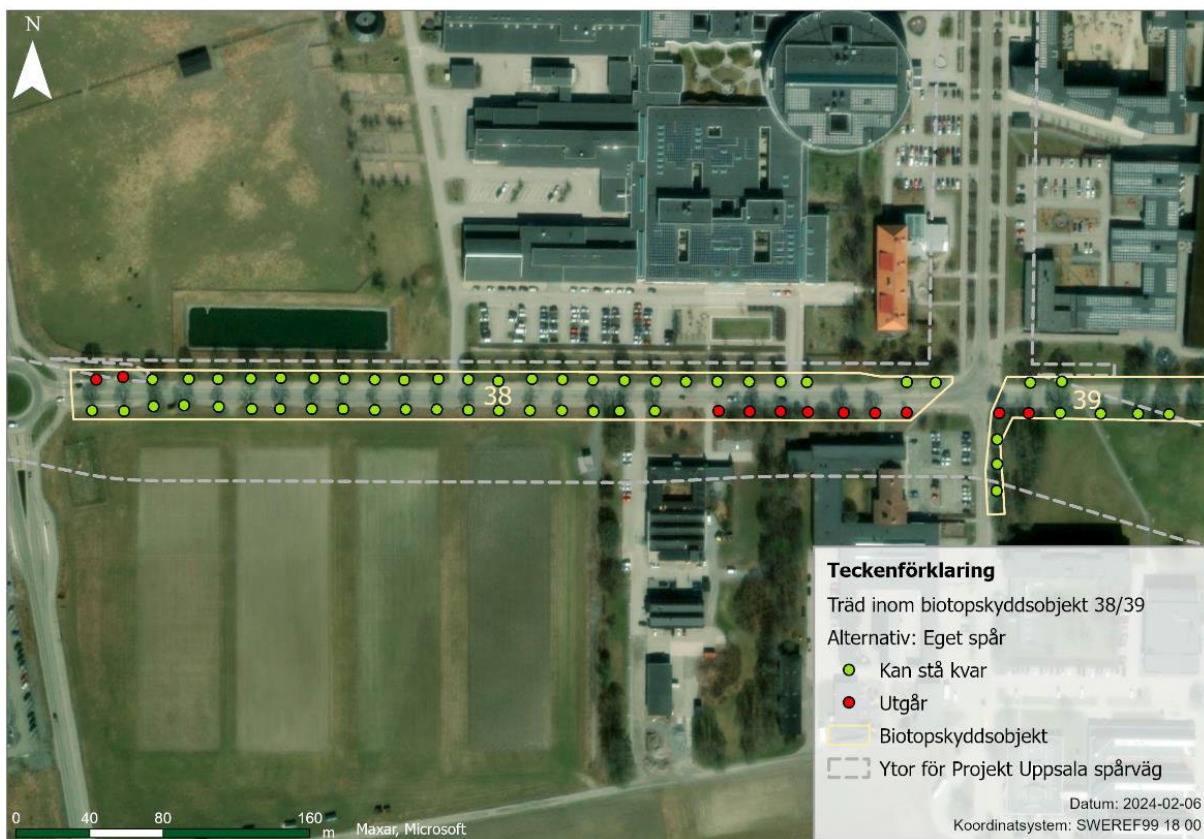 N
38
39
Teckenförklaring
Träd inom biotopskyddsobjekt 38/39
Alternativ: Eget spår
Kan stå kvar
Utgår
Biotopskyddsobjekt
Ytor för Projekt Uppsala spårväg
Datum: 2024-02-06
Koordinatsystem: SWEREF99 18 00
0 40 80 160
m Maxar, Microsoft